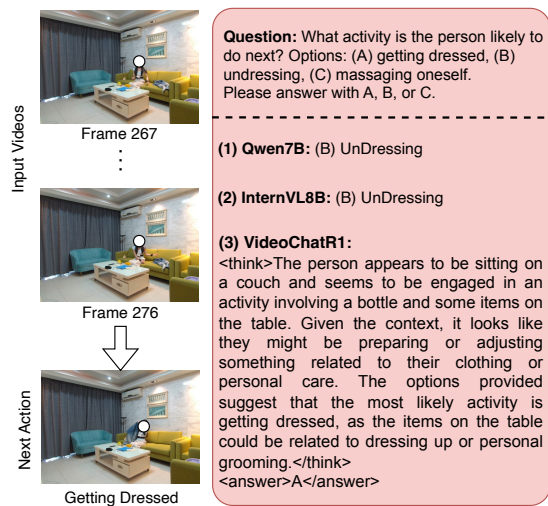 Input Videos
Frame 267
Frame 276
Next Action
Getting Dressed
Question: What activity is the person likely to
do next? Options: (A) getting dressed, (B)
undressing, (C) massaging oneself.
Please answer with A, B, or C.
(1) Qwen7B: (B) UnDressing
(2) InternVL8B: (B) UnDressing
(3) VideoChatR1:
<think>The person appears to be sitting on
a couch and seems to be engaged in an
activity involving a bottle and some items on
the table. Given the context, it looks like
they might be preparing or adjusting
something related to their clothing or
personal care. The options provided
suggest that the most likely activity is
getting dressed, as the items on the table
could be related to dressing up or personal
grooming.</think>
<answer>A</answer>